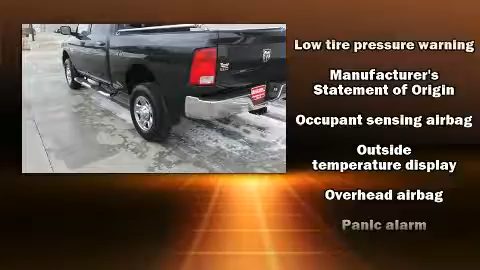 Low tire pressure warning
Manufacturer's
Statement of Origin
Occupant sensing airbag
Outside
temperature display
Overhead airbag
Panic alarm